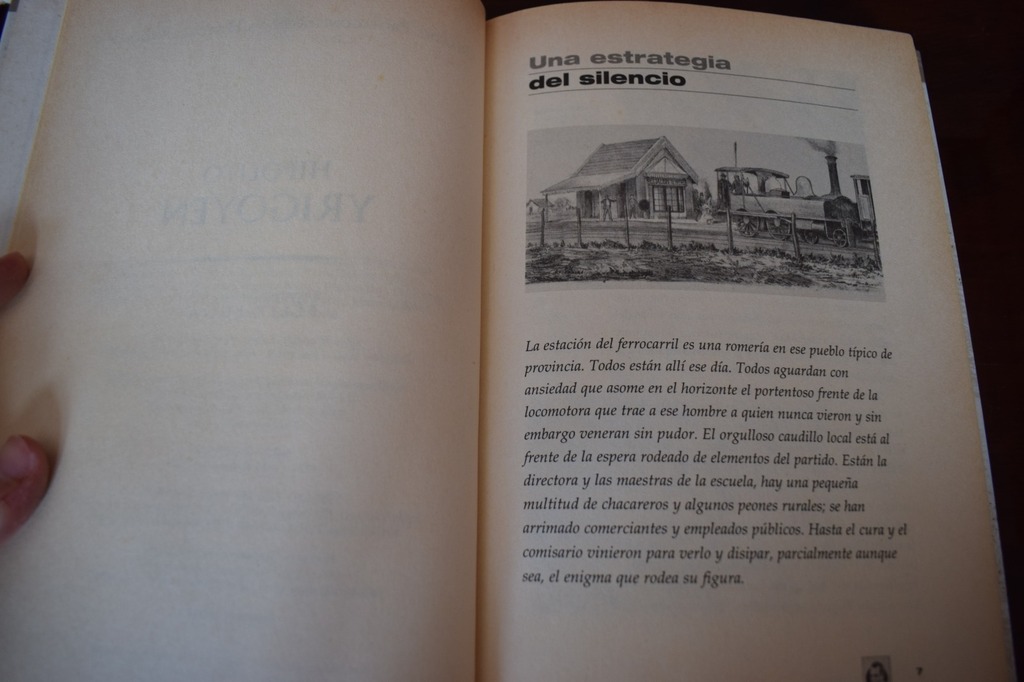 Una estrategia
del silencio
La estación del ferrocarril es una romería en ese pueblo típico de
provincia. Todos están allí ese día. Todos aguardan con
ansiedad que asome en el horizonte el portentoso frente de la
locomotora que trae a ese hombre a quien nunca vieron y sin
embargo veneran sin pudor. El orgulloso caudillo local está al
frente de la espera rodeado de elementos del partido. Están la
directora y las maestras de la escuela, hay una pequeña
multitud de chacareros y algunos peones rurales; se han
arrimado comerciantes y empleados públicos. Hasta el cura y el
comisario vinieron para verlo y disipar, parcialmente aunque
sea, el enigma que rodea su figura.
7